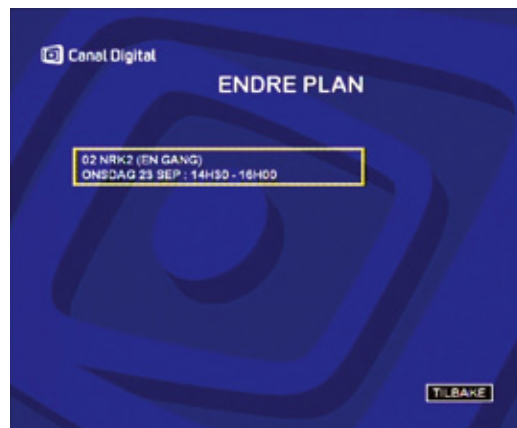 Canal Digital
ENDRE PLAN
02 NRK2 (EN GANG)
ONSDAG 23 SEP : 14H30 - 16H00
TILBAKE